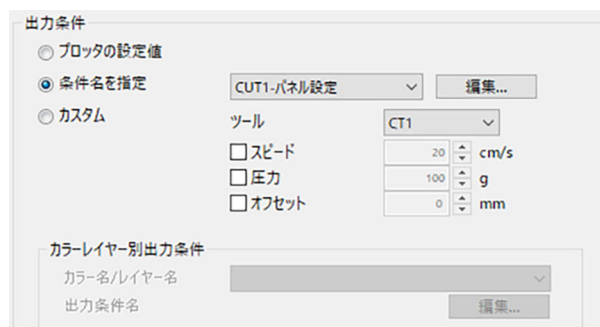 出力条件
プロッタの設定値
条件名を指定 CUT1-パネル設定 編集...
カスタム ツール CT1
スピード 20 cm/s
圧力 100 g
オフセット 0 mm
カラーレイヤー別出力条件
カラー名/レイヤー名
出力条件名 編集...